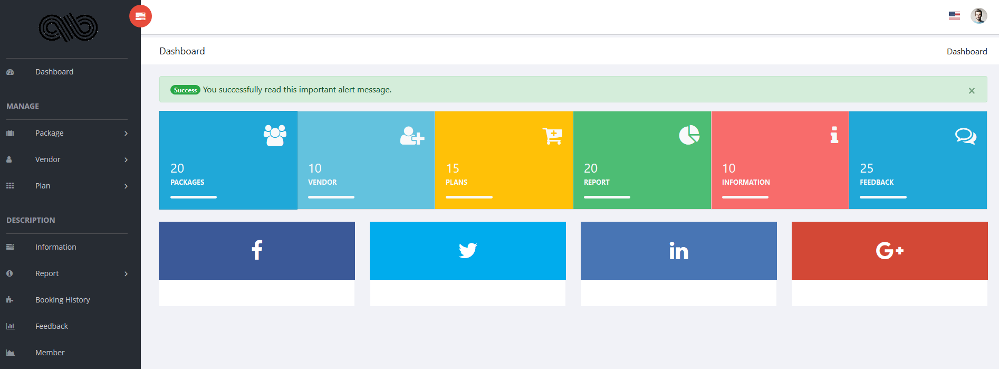 Dashboard
MANAGE
Package
Vendor
Plan
DESCRIPTION
Information
Report
Booking History
Feedback
Member
Dashboard
Dashboard
Success You successfully read this important alert message.
×
20
PACKAGES
10
VENDOR
15
PLANS
20
REPORT
10
INFORMATION
25
FEEDBACK
f
in
G+